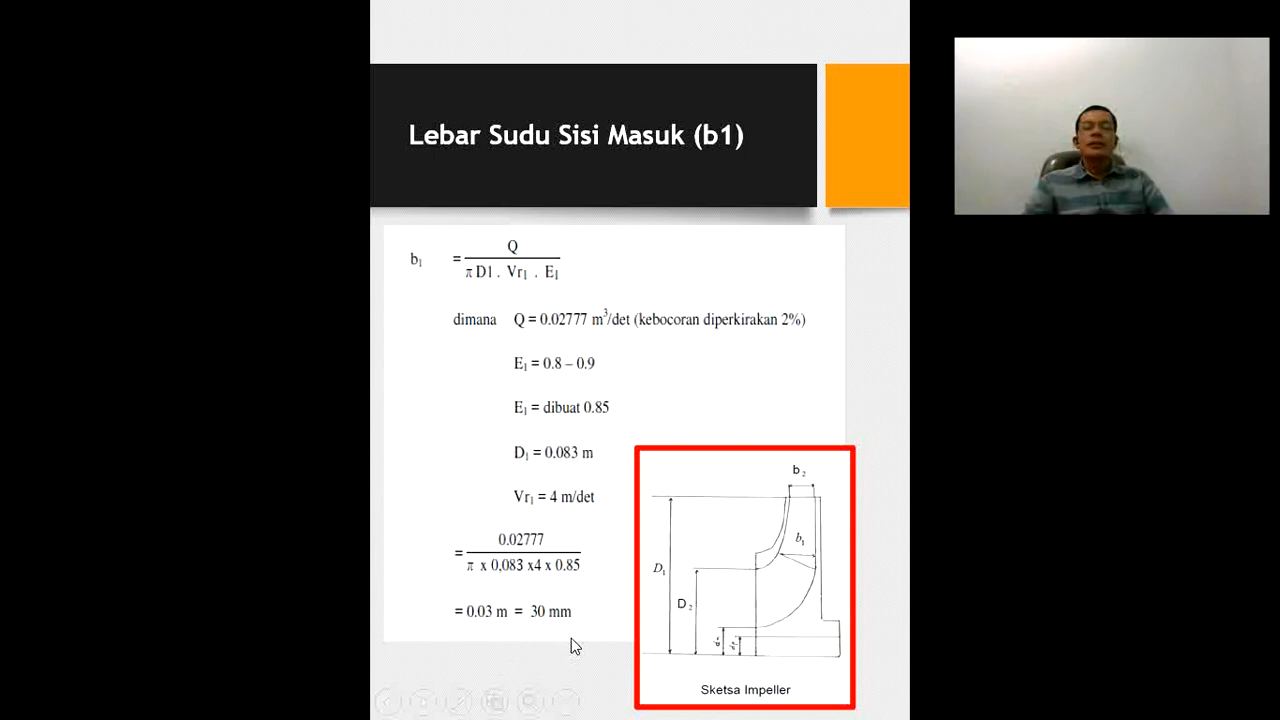 Lebar Sudu Sisi Masuk (b1)
b₁ = Q / π D1 . Vr₁ . E₁
dimana Q = 0.02777 m³/det (kebocoran diperkirakan 2%)
E₁ = 0.8 – 0.9
E₁ = dibuat 0.85
D₁ = 0.083 m
Vr₁ = 4 m/det
= 0.02777 / π x 0,083 x4 x 0.85
= 0.03 m = 30 mm
b ₂
b₁
D₁
D ₂
Sketsa Impeller